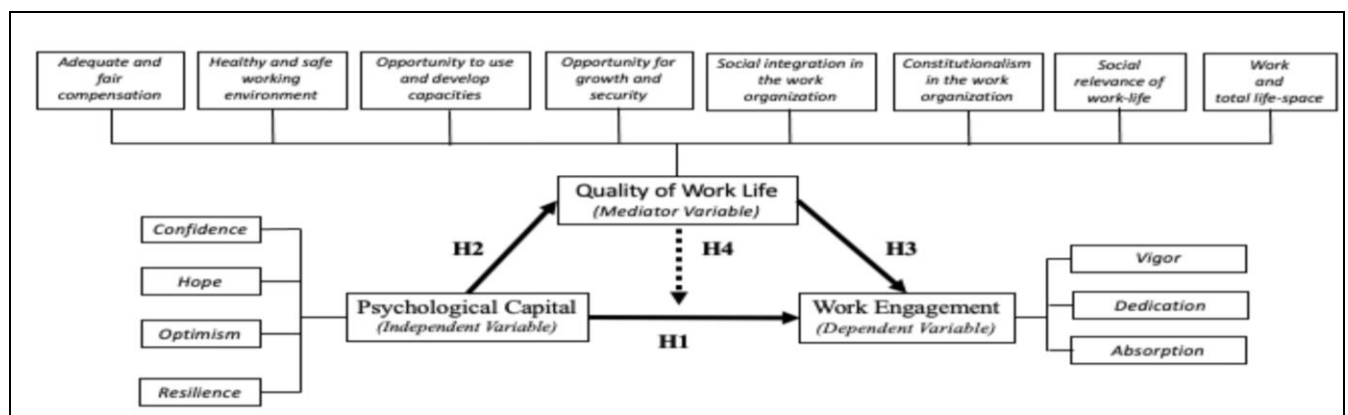 Adequate and
fair
compensation
Healthy and safe
working
environment
Opportunity to use
and develop
capacities
Opportunity for
growth and
security
Social integration in
the work
organization
Constitutionalism
in the work
organization
Social
relevance of
work-life
Work
and
total life-space
Quality of Work Life
(Mediator Variable)
Confidence
Hope
Optimism
Resilience
H2
H4
H3
Psychological Capital
(Independent Variable)
H1
Work Engagement
(Dependent Variable)
Vigor
Dedication
Absorption